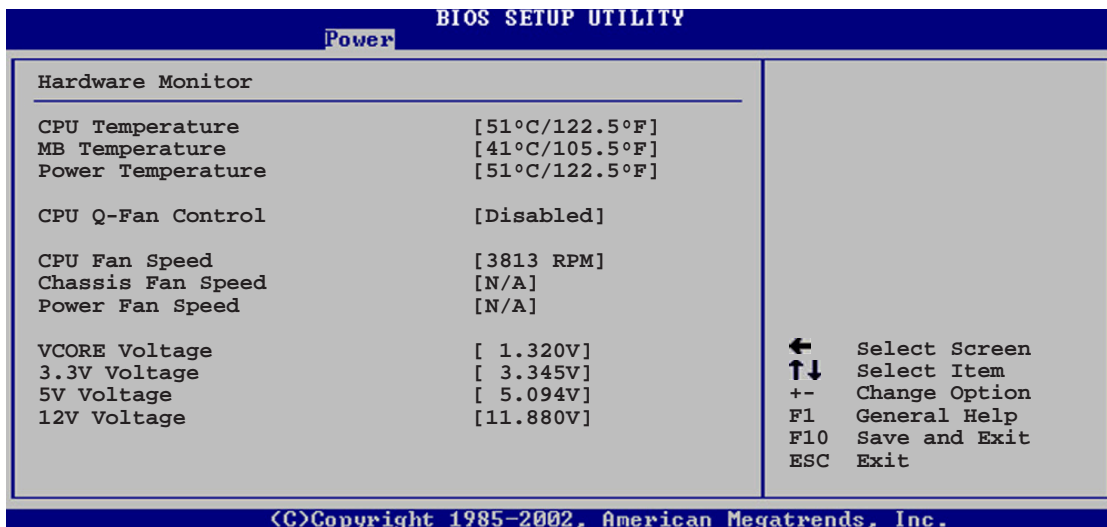 BIOS SETUP UTILITY
Power
Hardware Monitor
CPU Temperature [51ºC/122.5ºF]
MB Temperature [41ºC/105.5ºF]
Power Temperature [51ºC/122.5ºF]
CPU Q-Fan Control [Disabled]
CPU Fan Speed [3813 RPM]
Chassis Fan Speed [N/A]
Power Fan Speed [N/A]
VCORE Voltage [ 1.320V]
3.3V Voltage [ 3.345V]
5V Voltage [ 5.094V]
12V Voltage [11.880V]
← Select Screen
↑↓ Select Item
+- Change Option
F1 General Help
F10 Save and Exit
ESC Exit
(C)Copyright 1985-2002, American Megatrends, Inc.